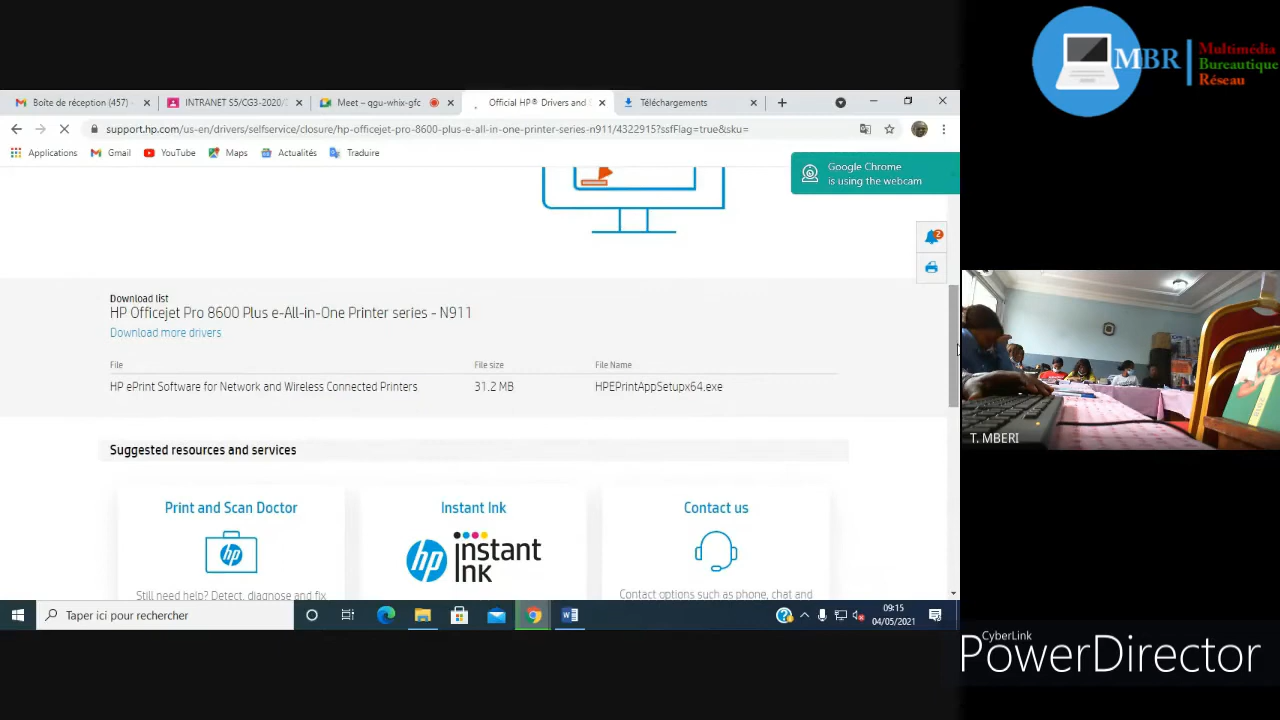 MBR
Multimédia
Bureautique
Réseau
Boîte de réception (457) -
INTRANET S5/CG3-2020/
Meet – qgu-whix-gfc
Official HP® Drivers and
Téléchargements
support.hp.com/us-en/drivers/selfservice/closure/hp-officejet-pro-8600-plus-e-all-in-one-printer-series-n911/4322915?ssfFlag=true&sku=
Applications
Gmail
YouTube
Maps
Actualités
Traduire
Google Chrome
is using the webcam
2
Download list
HP Officejet Pro 8600 Plus e-All-in-One Printer series - N911
Download more drivers
File File size File Name
HP ePrint Software for Network and Wireless Connected Printers 31.2 MB HPEPrintAppSetupx64.exe
Suggested resources and services
Print and Scan Doctor
Instant Ink
Contact us
hp
hp instant
ink
Still need help? Detect, diagnose and fix
Contact options such as phone, chat and
T. MBERI
Taper ici pour rechercher
09:15
04/05/2021
CyberLink
PowerDirector